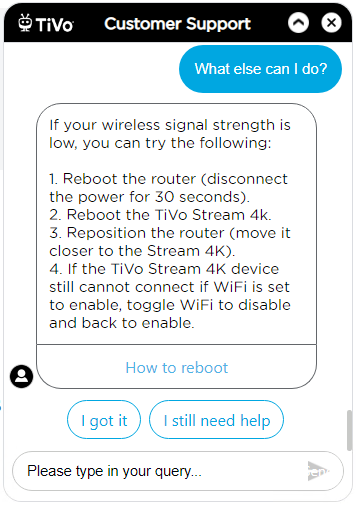 TiVo Customer Support
What else can I do?
If your wireless signal strength is
low, you can try the following:
1. Reboot the router (disconnect
the power for 30 seconds).
2. Reboot the TiVo Stream 4k.
3. Reposition the router (move it
closer to the Stream 4K).
4. If the TiVo Stream 4K device
still cannot connect if WiFi is set
to enable, toggle WiFi to disable
and back to enable.
How to reboot
I got it I still need help
Please type in your query...